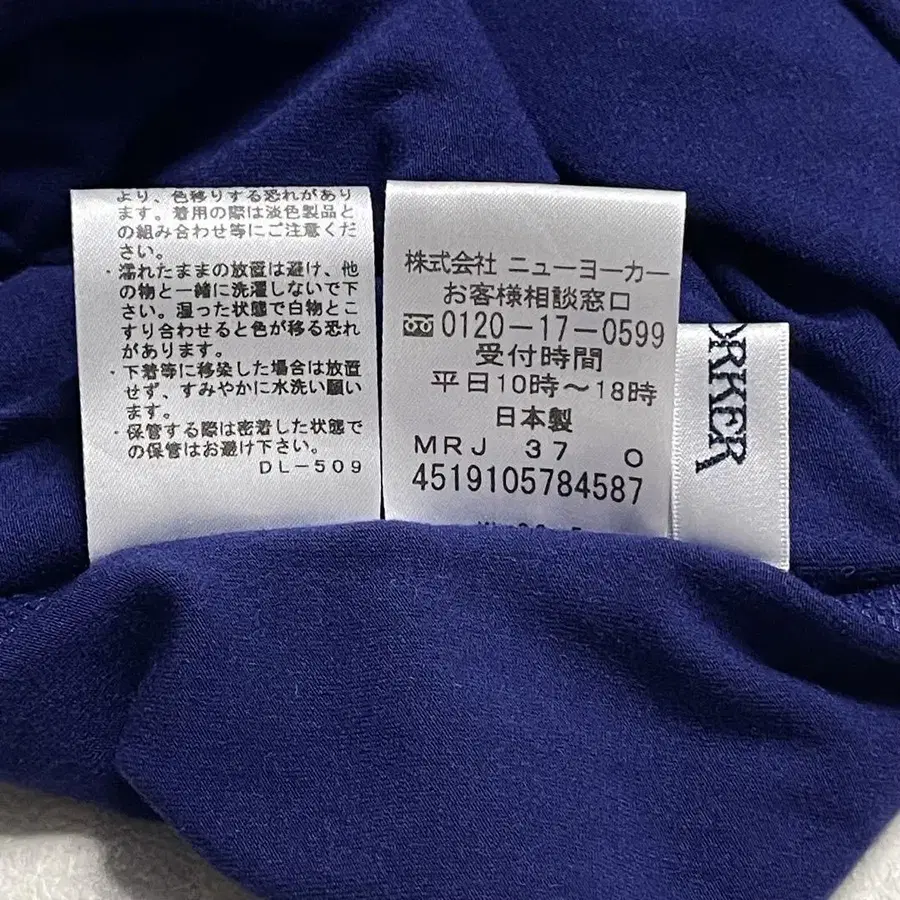 より、色移りする恐れがあり
ます。着用の際は淡色製品と
の組み合わせ等にご注意くだ
さい。
・濡れたままの放置は避け、他
の物と一緒に洗濯しないで下
さい。湿った状態で白物とこ
すり合わせると色が移る恐れ
があります。
・下着等に移染した場合は放置
せず、すみやかに水洗い願い
ます。
・保管する際は密着した状態で
の保管はお避け下さい。
DL-509
株式会社 ニューヨーカー
お客様相談窓口
0120-17-0599
受付時間
平日10時～18時
日本製
MRJ 37 O
4519105784587
ORKER